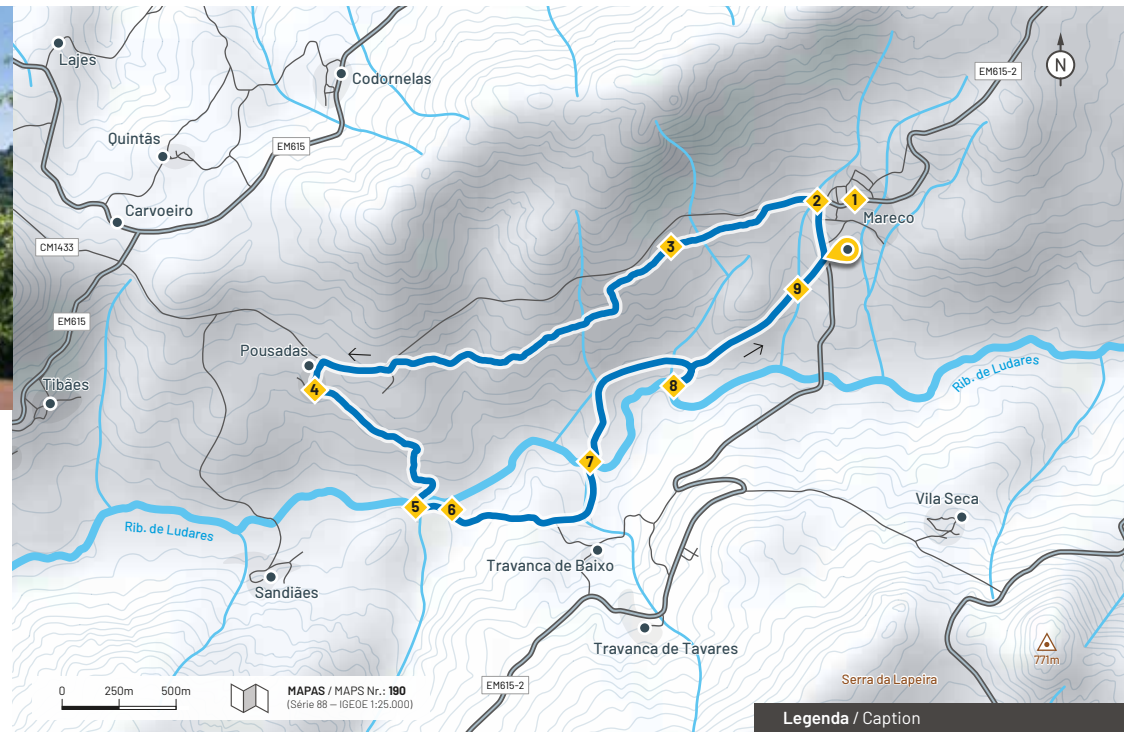 Lajes
Codornelas
N
EM615-2
Quintãs
EM615
Carvoeiro
2
1
Mareco
CM1433
3
9
EM615
Pousadas
Rib. de Ludares
Tibães
4
8
7
Vila Seca
5
6
Rib. de Ludares
Travanca de Baixo
Sandiães
Travanca de Tavares
771m
Serra da Lapeira
EM615-2
0 250m 500m
MAPAS / MAPS Nr.: 190
(Série 88 — IGEOE 1:25.000)
Legenda / Caption